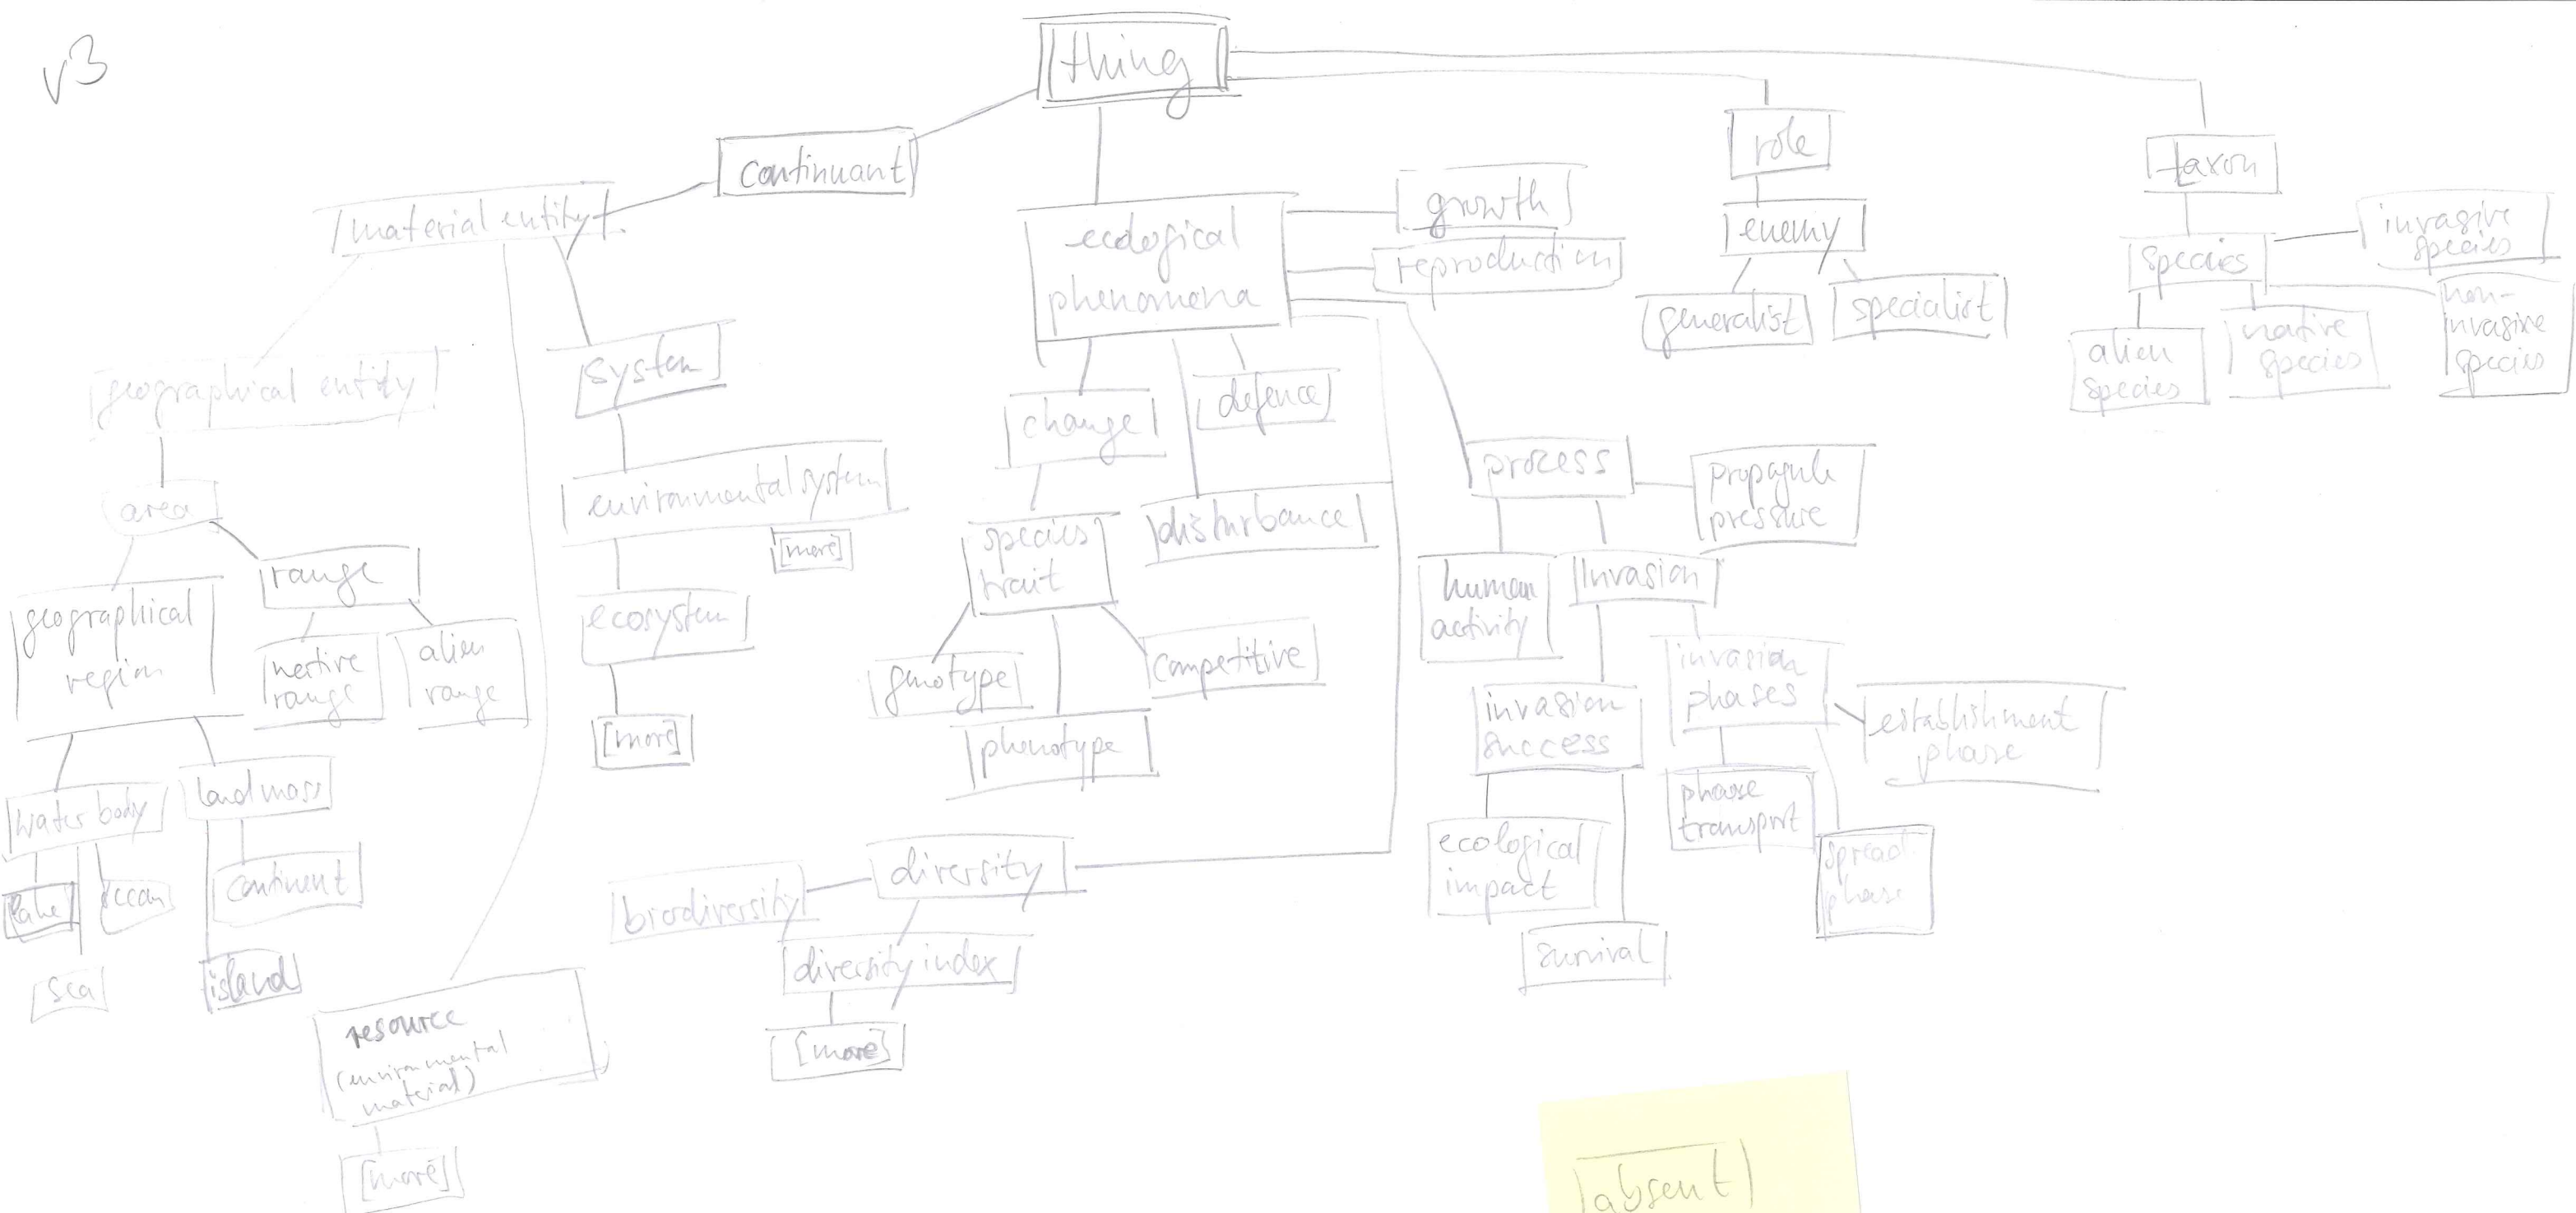 v3
thing
continuant
role
taxon
material entity
growth
reproduction
ecological
phenomena
enemy
generalist
specialist
species
invasive
species
non-
invasive
species
alien
species
native
species
geographical entity
system
change
defence
process
propagule
pressure
environmental system
[more]
area
range
species
trait
disturbance
human
activity
Invasion
geographical
region
native
range
alien
range
ecosystem
[more]
genotype
phenotype
competitive
invasion
success
invasion
phases
establishment
phase
water body
landmass
phase
transport
spread
phase
lake
ocean
sea
continent
island
biodiversity
diversity
diversity index
[more]
ecological
impact
survival
resource
(environmental
material)
[more]
absent